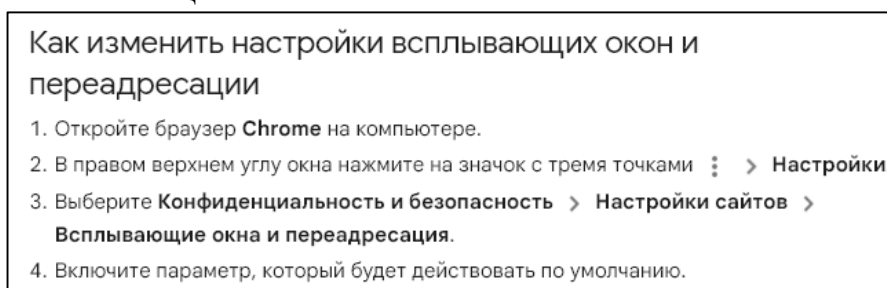 Как изменить настройки всплывающих окон и
переадресации
1. Откройте браузер Chrome на компьютере.
2. В правом верхнем углу окна нажмите на значок с тремя точками ⋮ > Настройки
3. Выберите Конфиденциальность и безопасность > Настройки сайтов >
Всплывающие окна и переадресация.
4. Включите параметр, который будет действовать по умолчанию.